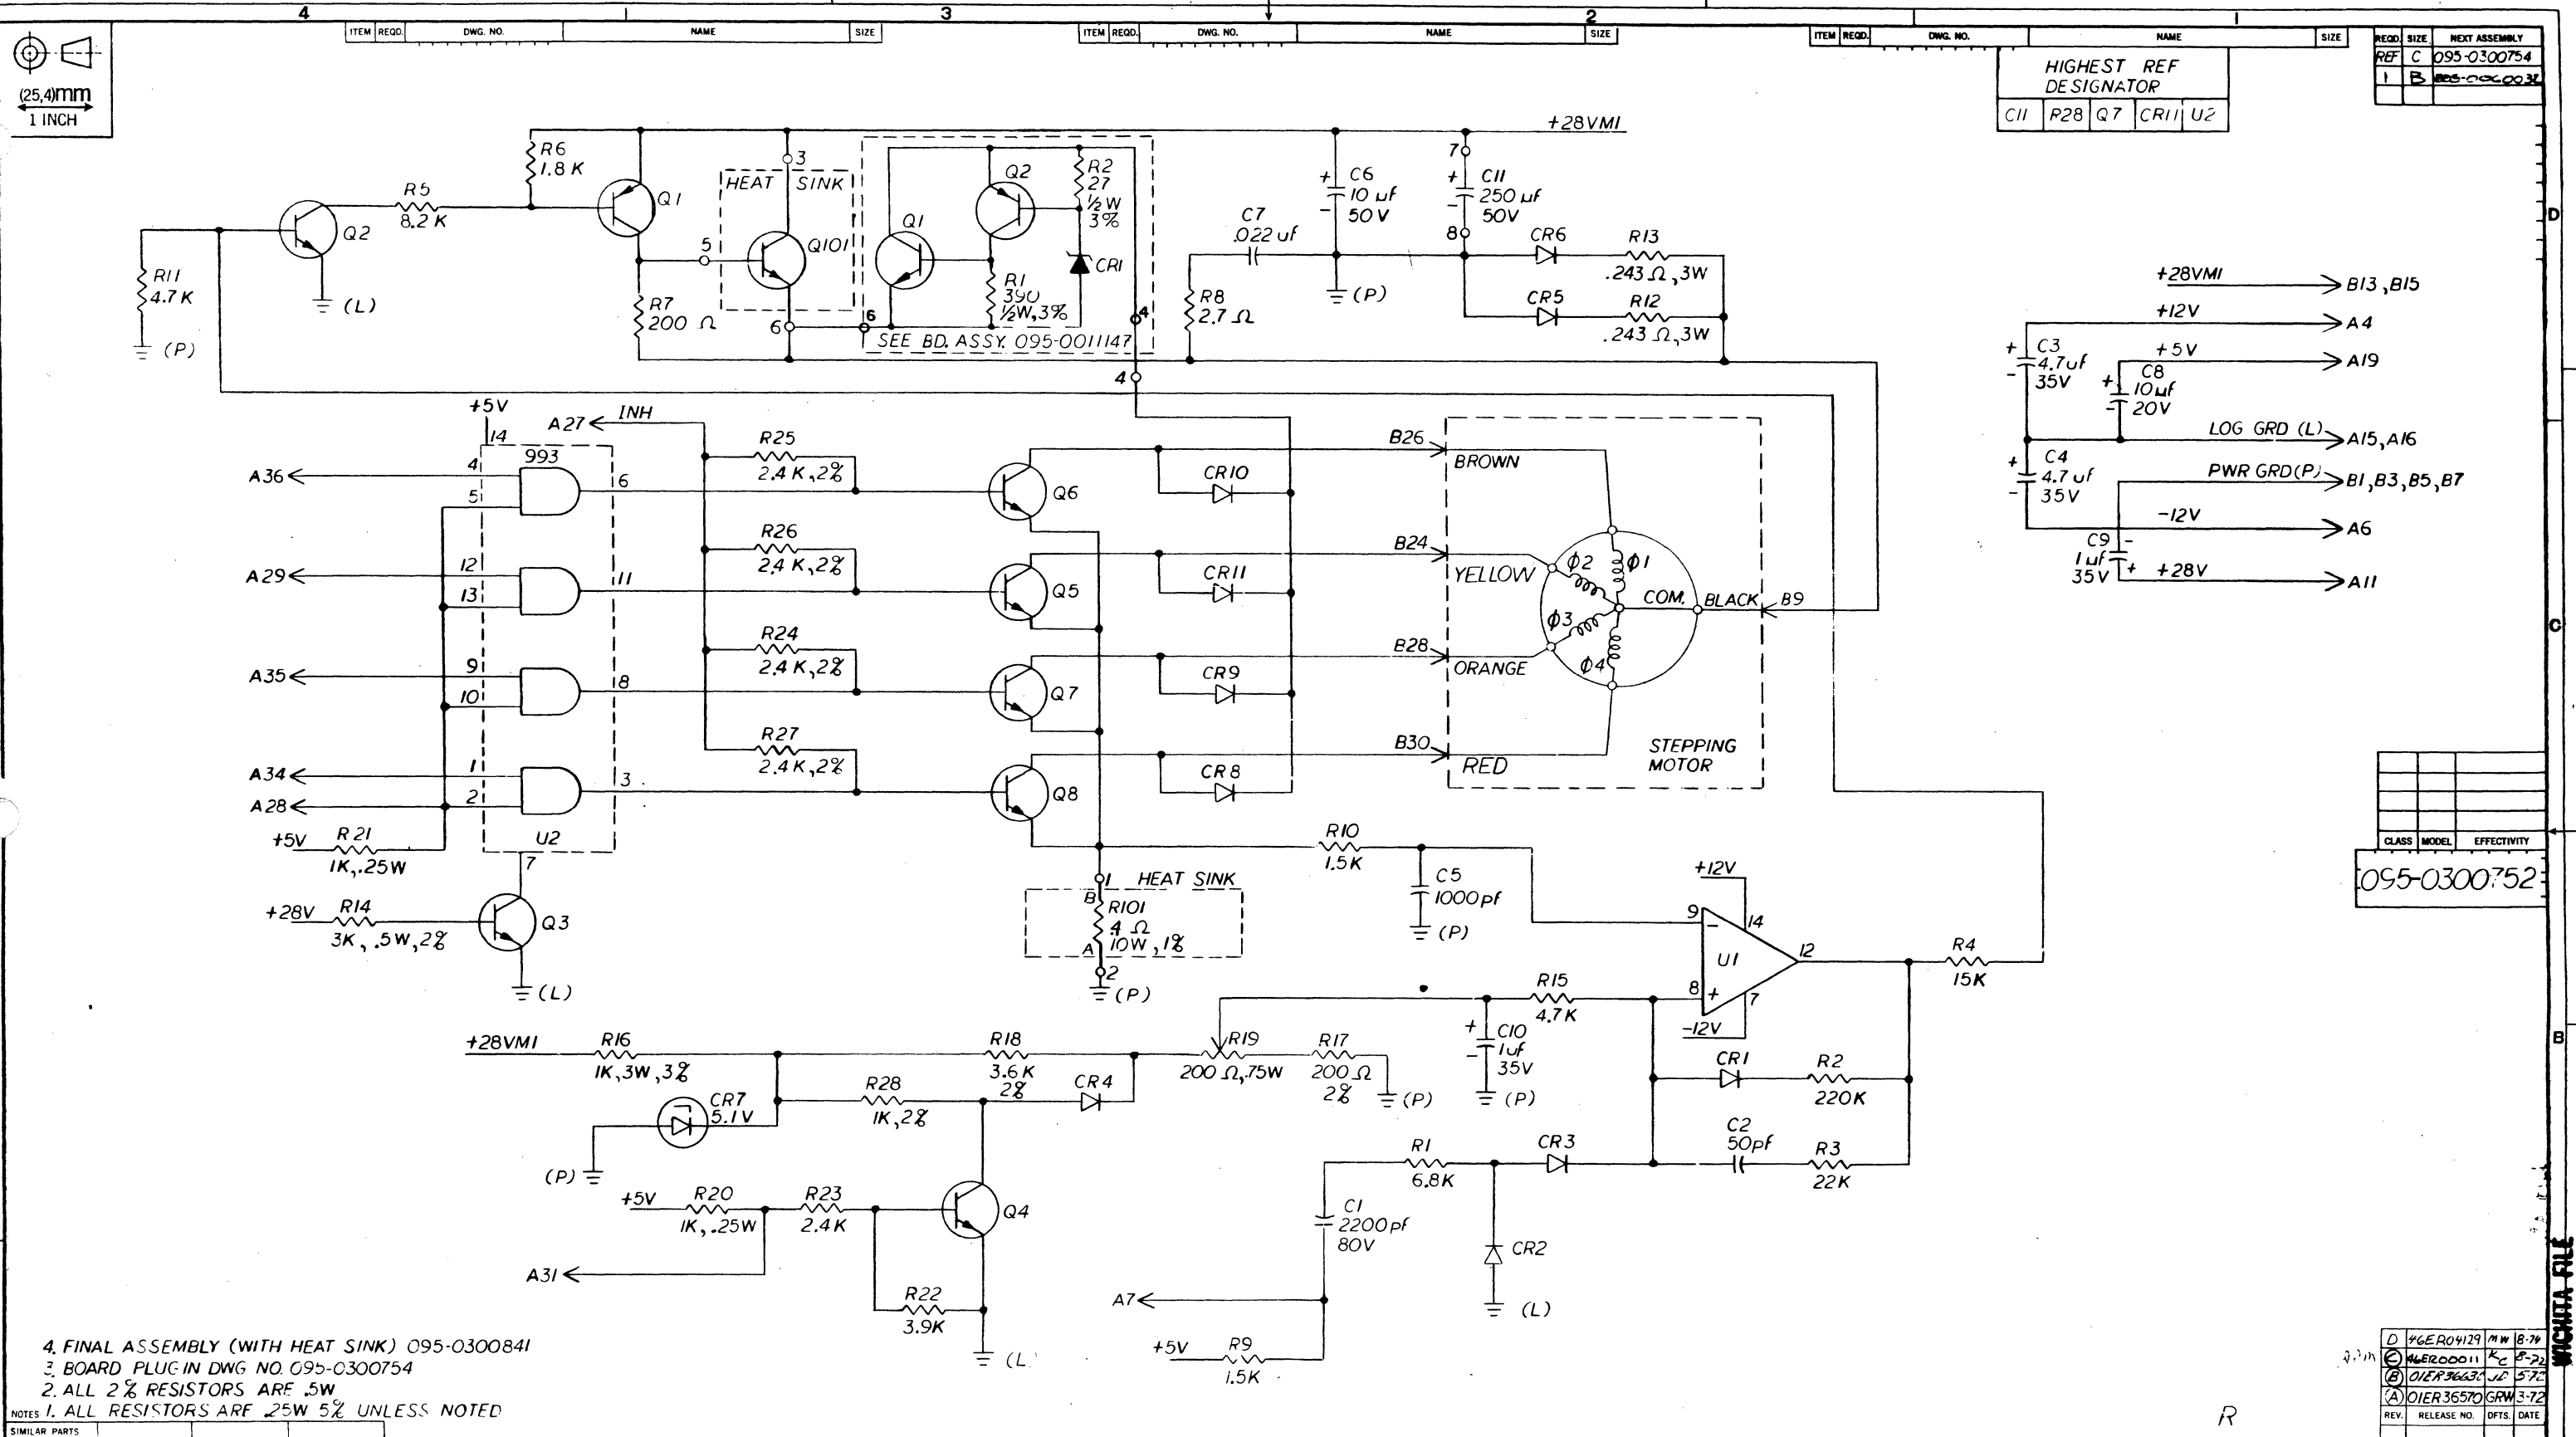 4 3 2 1
ITEM REQD. DWG. NO. NAME SIZE
ITEM REQD. DWG. NO. NAME SIZE
ITEM REQD. DWG. NO. NAME SIZE
REQD. SIZE NEXT ASSEMBLY
REF C 095-0300754
1 B
(25,4)mm
1 INCH
HIGHEST REF
DESIGNATOR
C11 R28 Q7 CR11 U2
+28VMI
R6
1.8 K
R5
8.2 K
Q2
(L)
R11
4.7 K
(P)
Q1
R7
200 Ω
3
HEAT SINK
5
Q101
6
6
Q1
Q2
R2
27
½W
3%
CR1
R1
390
½W,3%
4
SEE BD. ASSY. 095-0011147
4
C7
.022 uf
R8
2.7 Ω
C6
10 uf
50V
+
-
(P)
7
+
C11
250 uf
50V
-
8
CR6
R13
.243 Ω,3W
CR5
R12
.243 Ω,3W
+28VMI
B13,B15
+12V
A4
+
C3
4.7uf
35V
-
+5V
A19
+
C8
10uf
20V
-
LOG GRD (L)
A15,A16
+
C4
4.7 uf
35V
-
PWR GRD(P)
B1,B3,B5,B7
-12V
A6
C9
1uf
35V
-
+
+28V
A11
+5V
14
A27
INH
993
A36
4
5
6
R25
2.4 K,2%
Q6
CR10
B26
BROWN
A29
12
13
11
R26
2.4 K,2%
Q5
CR11
B24
YELLOW
A35
9
10
8
R24
2.4 K,2%
Q7
CR9
B28
ORANGE
A34
1
A28
2
3
R27
2.4 K,2%
Q8
CR8
B30
RED
ϕ2 ϕ1
ϕ3
ϕ4
COM.
BLACK
B9
STEPPING
MOTOR
+5V
R21
1K,.25W
U2
7
+28V
R14
3K, .5W,2%
Q3
(L)
1
HEAT SINK
B
R101
.4 Ω
10W,1%
A
2
(P)
R10
1.5K
C5
1000pf
(P)
+12V
9
-
14
U1
12
8
+
7
-12V
R4
15K
R15
4.7K
+
C10
1uf
35V
-
(P)
CR1
R2
220K
C2
50pf
R3
22K
+28VMI
R16
1K,3W,3%
R18
3.6 K
2%
R28
1K,2%
CR4
R19
200 Ω,.75W
R17
200 Ω
2%
(P)
CR7
5.1V
(P)
+5V
R20
1K,.25W
R23
2.4K
Q4
A31
R22
3.9K
R1
6.8K
CR3
C1
2200pf
80V
CR2
(L)
A7
+5V
R9
1.5K
CLASS MODEL EFFECTIVITY
095-0300752
D
C
B
WICHITA FILE
4. FINAL ASSEMBLY (WITH HEAT SINK) 095-0300841
3. BOARD PLUG IN DWG NO. 095-0300754
2. ALL 2% RESISTORS ARE .5W
NOTES 1. ALL RESISTORS ARE .25W 5% UNLESS NOTED
SIMILAR PARTS
D 46ER04129 MW 8-74
C 46ER00011 KC 8-72
B
A 01ER36570 GRW 3-72
REV. RELEASE NO. DFTS. DATE
R